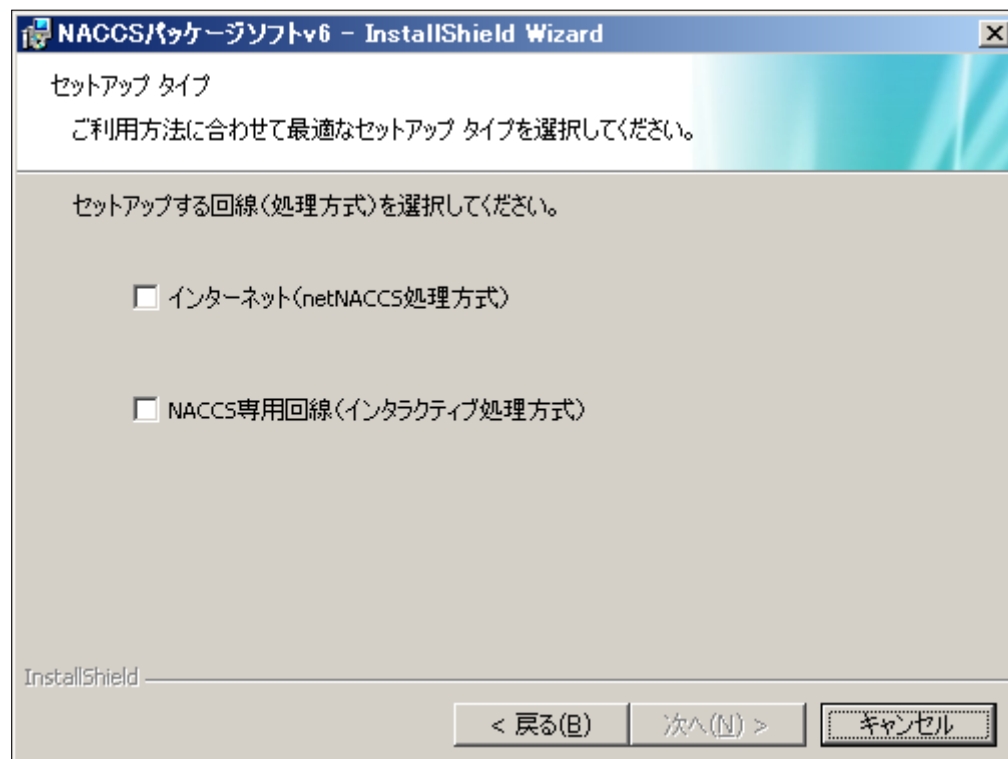 NACCSパッケージソフトv6 - InstallShield Wizard
セットアップ タイプ
ご利用方法に合わせて最適なセットアップ タイプを選択してください。
セットアップする回線(処理方式)を選択してください。
インターネット(netNACCS処理方式)
NACCS専用回線(インタラクティブ処理方式)
InstallShield
< 戻る(B)
次へ(N) >
キャンセル